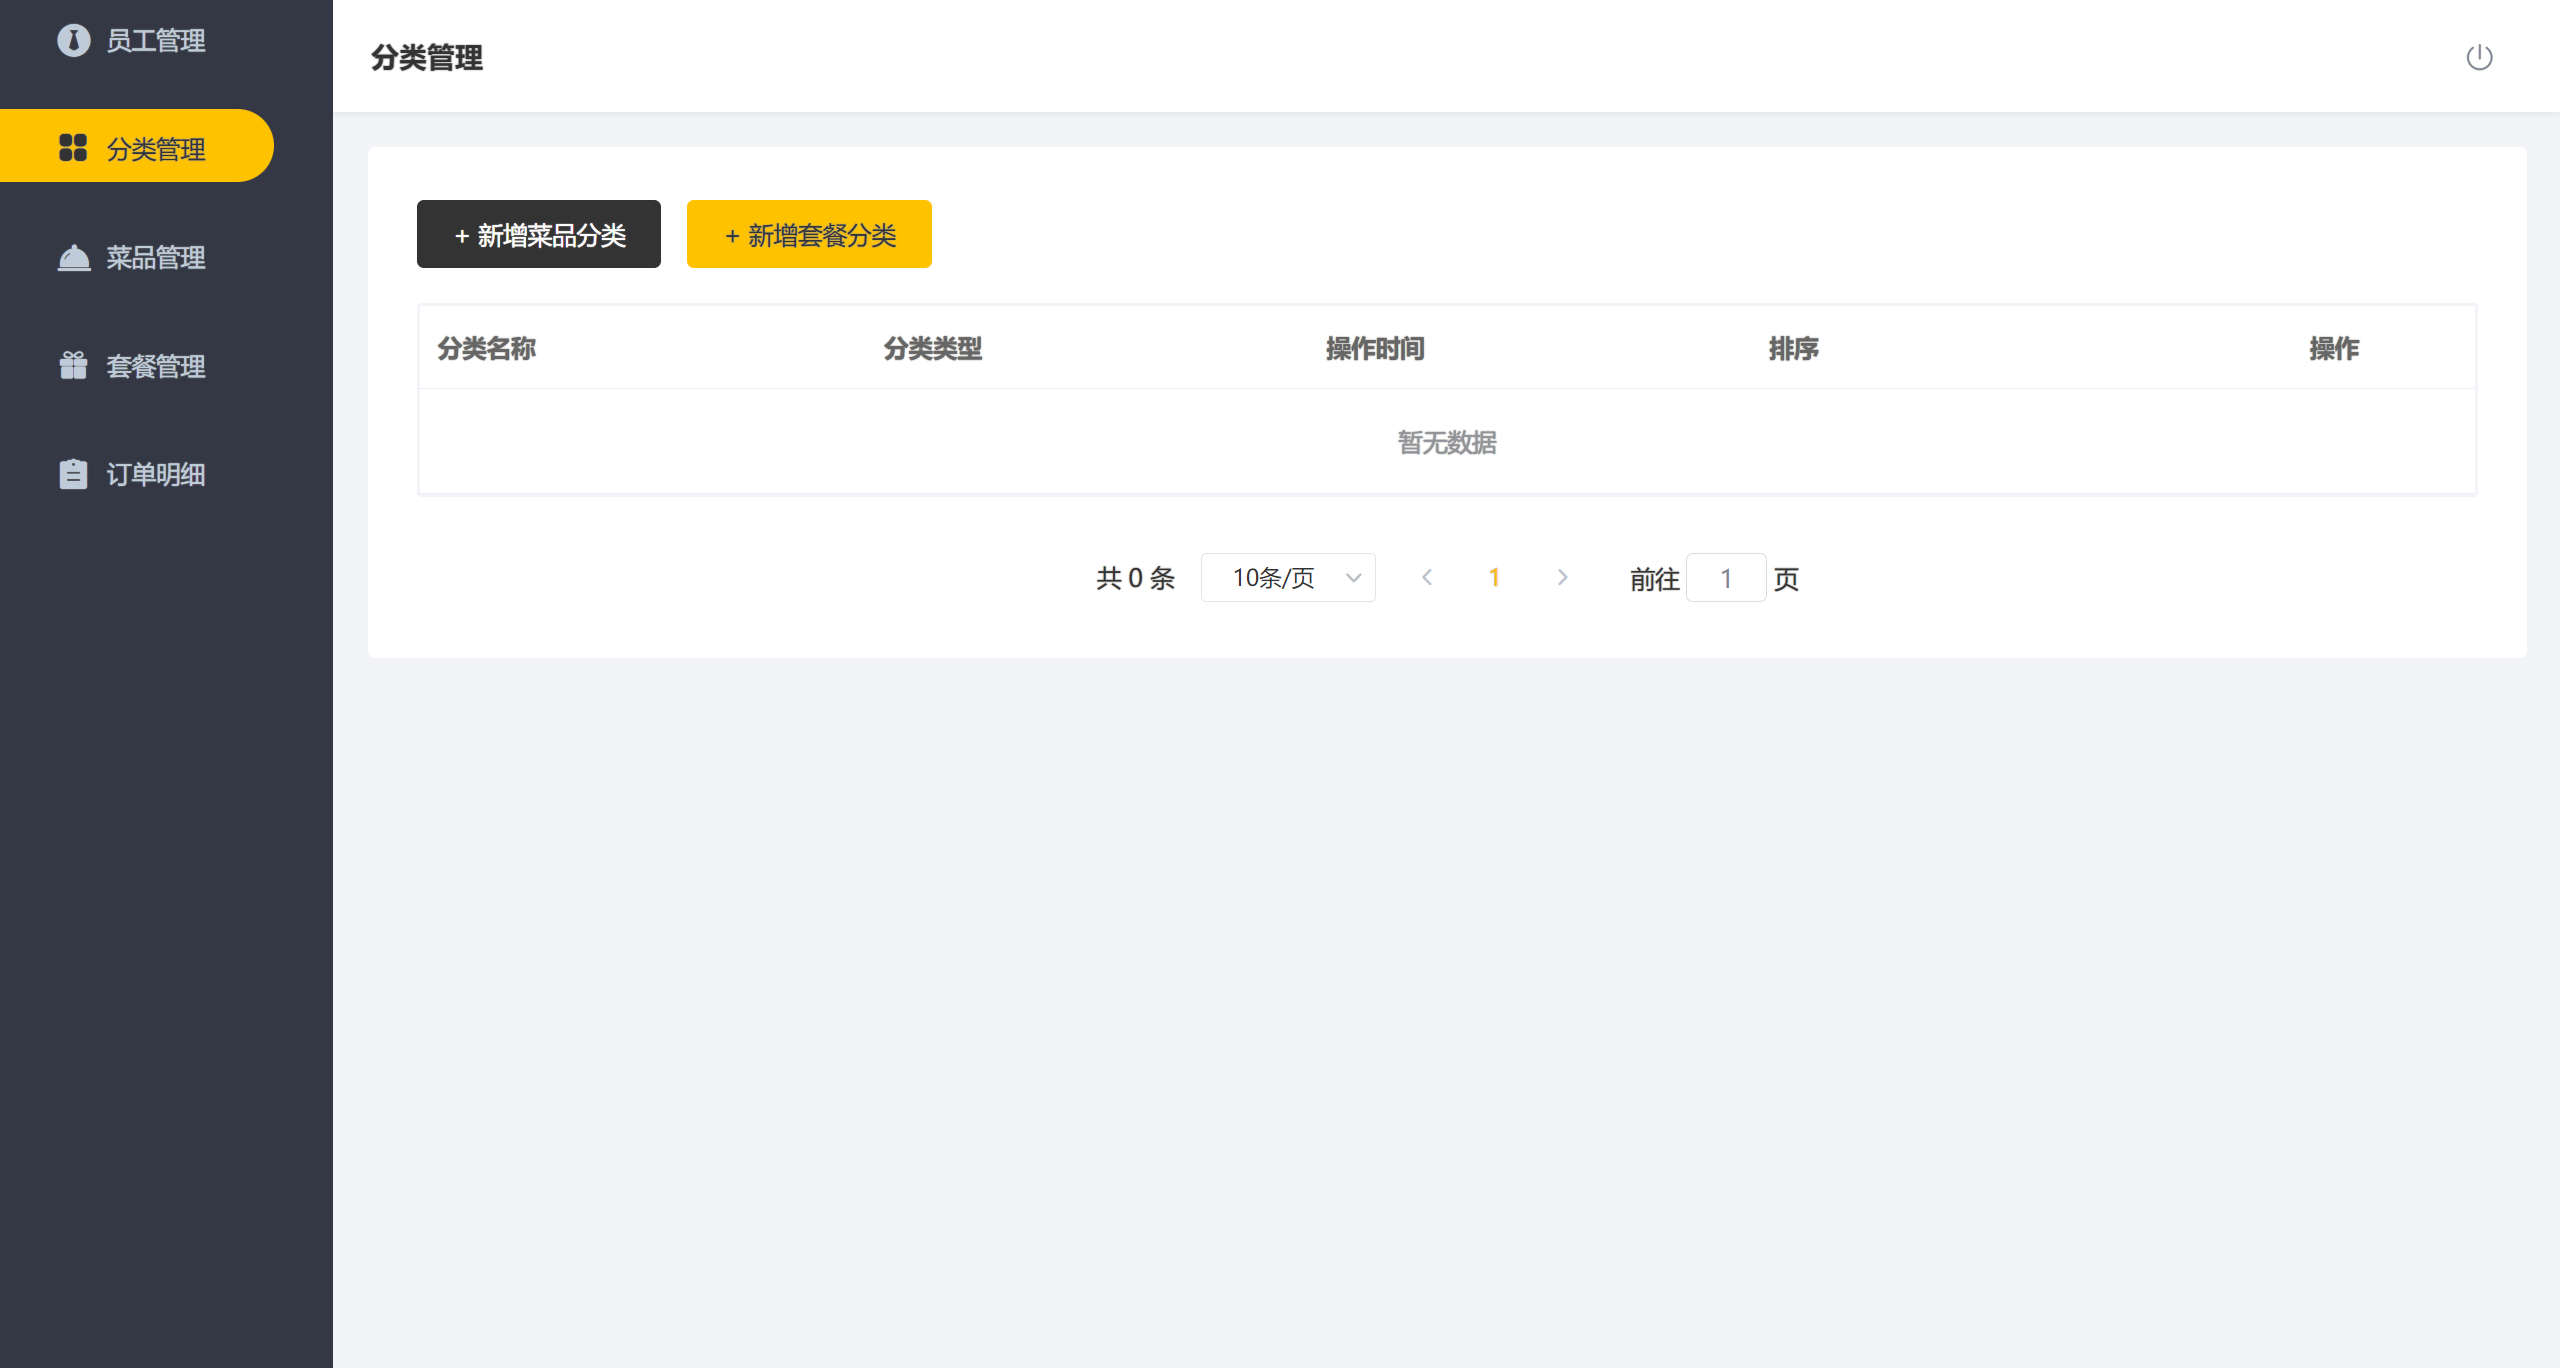 员工管理
分类管理
菜品管理
套餐管理
订单明细
分类管理
+ 新增菜品分类
+ 新增套餐分类
分类名称 分类类型 操作时间 排序 操作
暂无数据
共 0 条 10条/页 1 前往 1 页